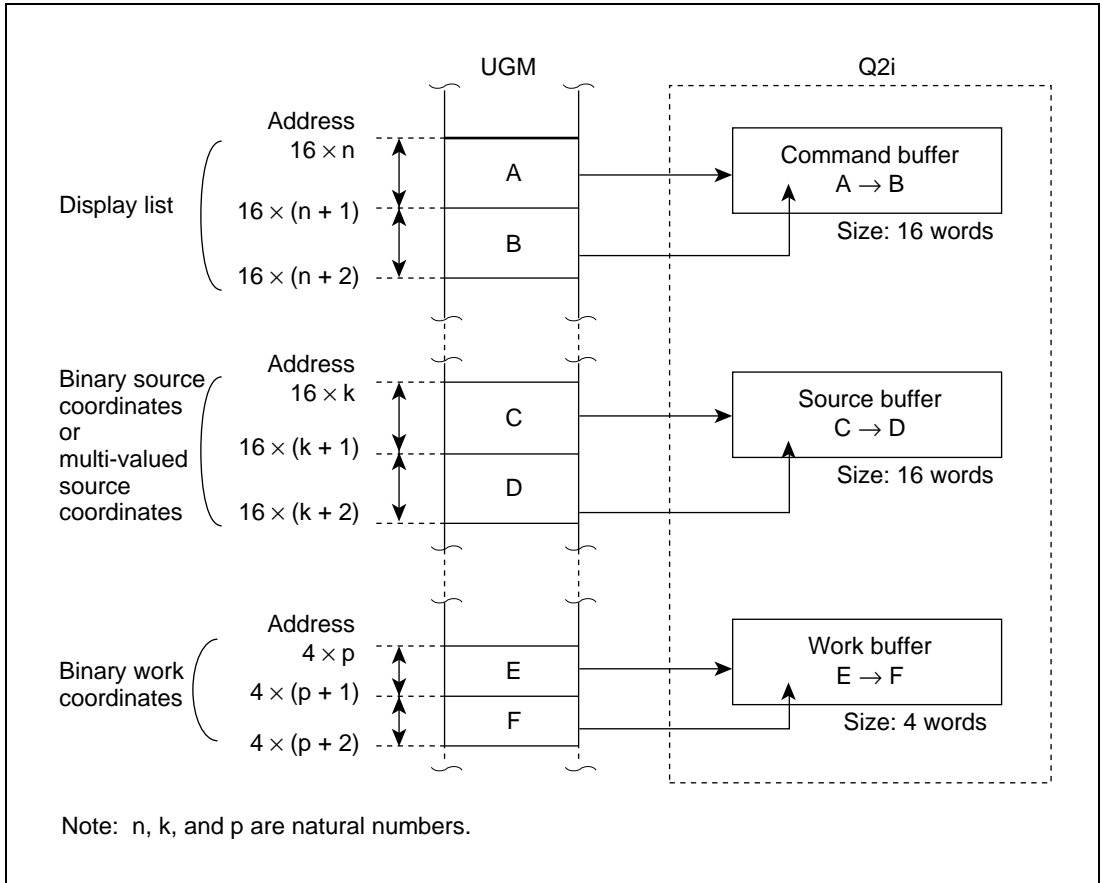 UGM
Q2i
Address
16 × n
Display list
16 × (n + 1)
16 × (n + 2)
A
B
Command buffer
A → B
Size: 16 words
Address
16 × k
Binary source
coordinates
or
multi-valued
source
coordinates
16 × (k + 1)
16 × (k + 2)
C
D
Source buffer
C → D
Size: 16 words
Address
4 × p
Binary work
coordinates
4 × (p + 1)
4 × (p + 2)
E
F
Work buffer
E → F
Size: 4 words
Note: n, k, and p are natural numbers.